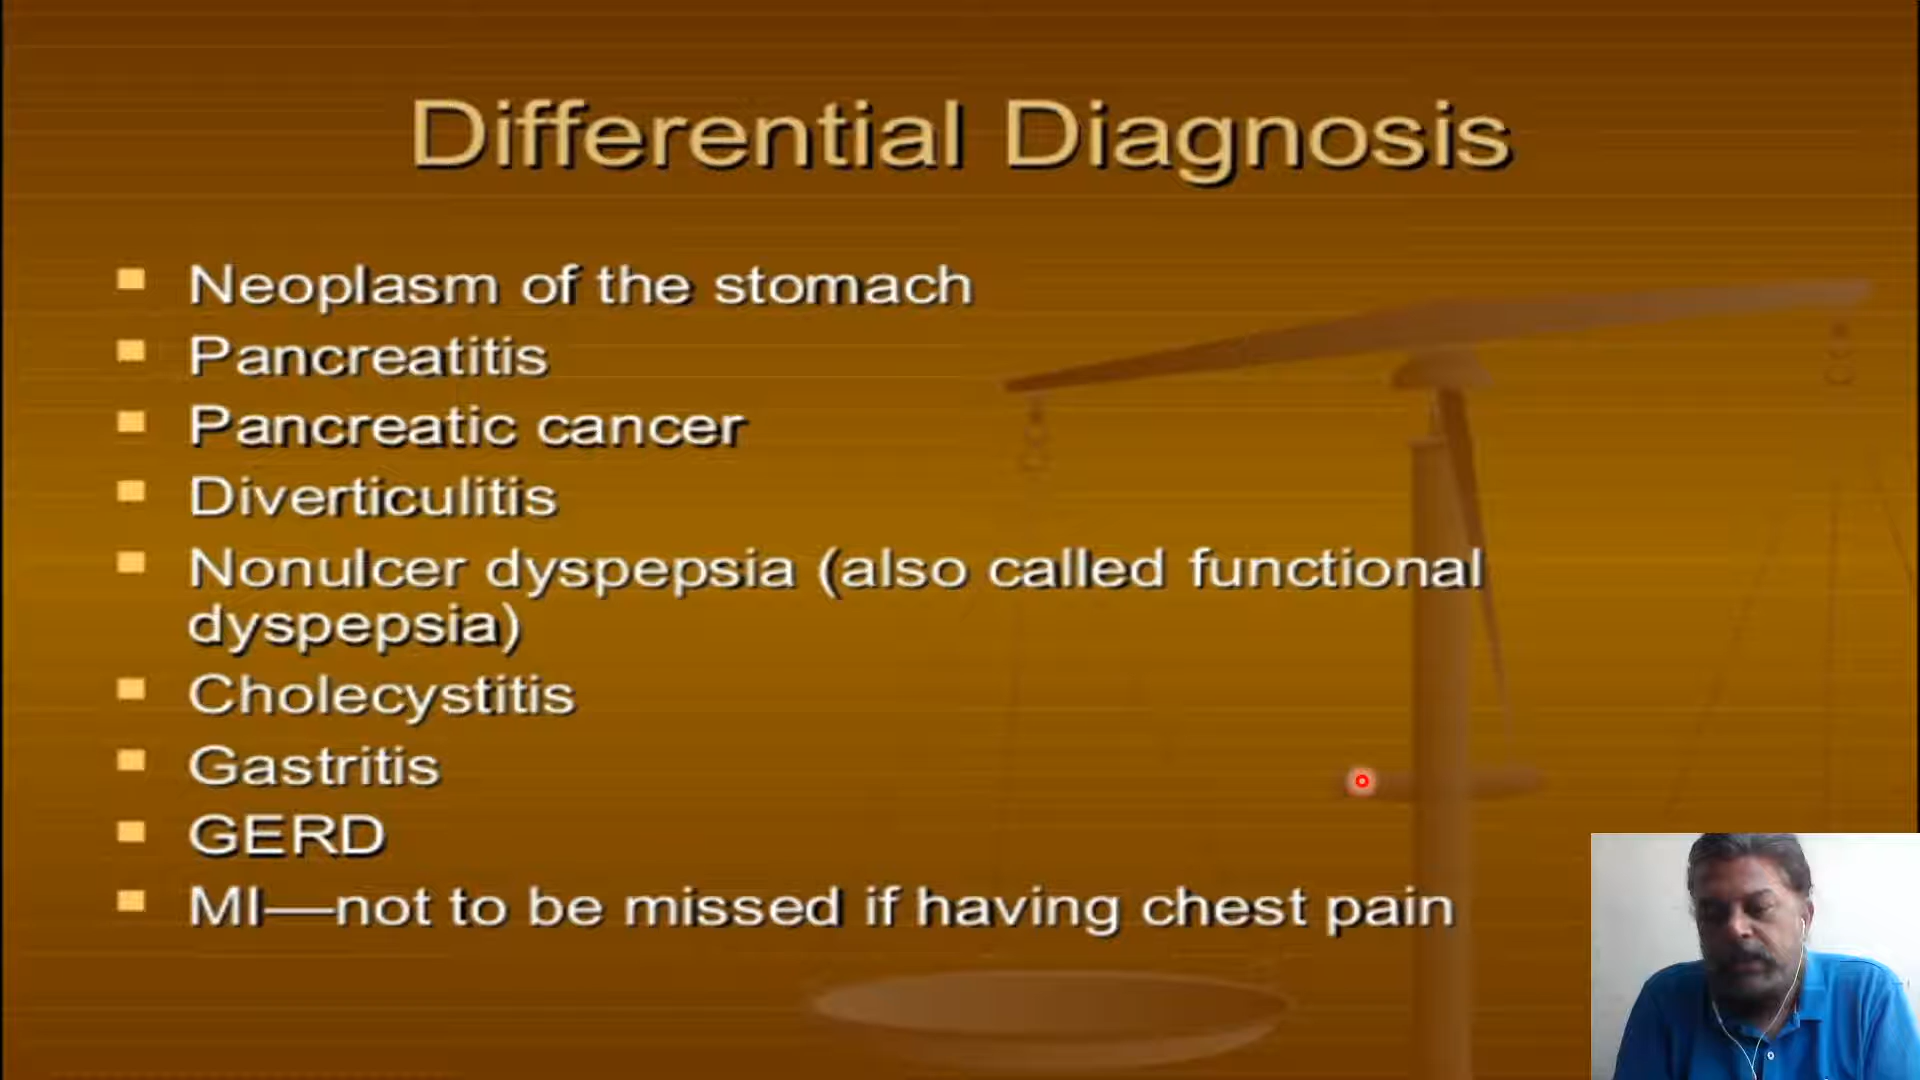 Differential Diagnosis
Neoplasm of the stomach
Pancreatitis
Pancreatic cancer
Diverticulitis
Nonulcer dyspepsia (also called functional
dyspepsia)
Cholecystitis
Gastritis
GERD
MI—not to be missed if having chest pain